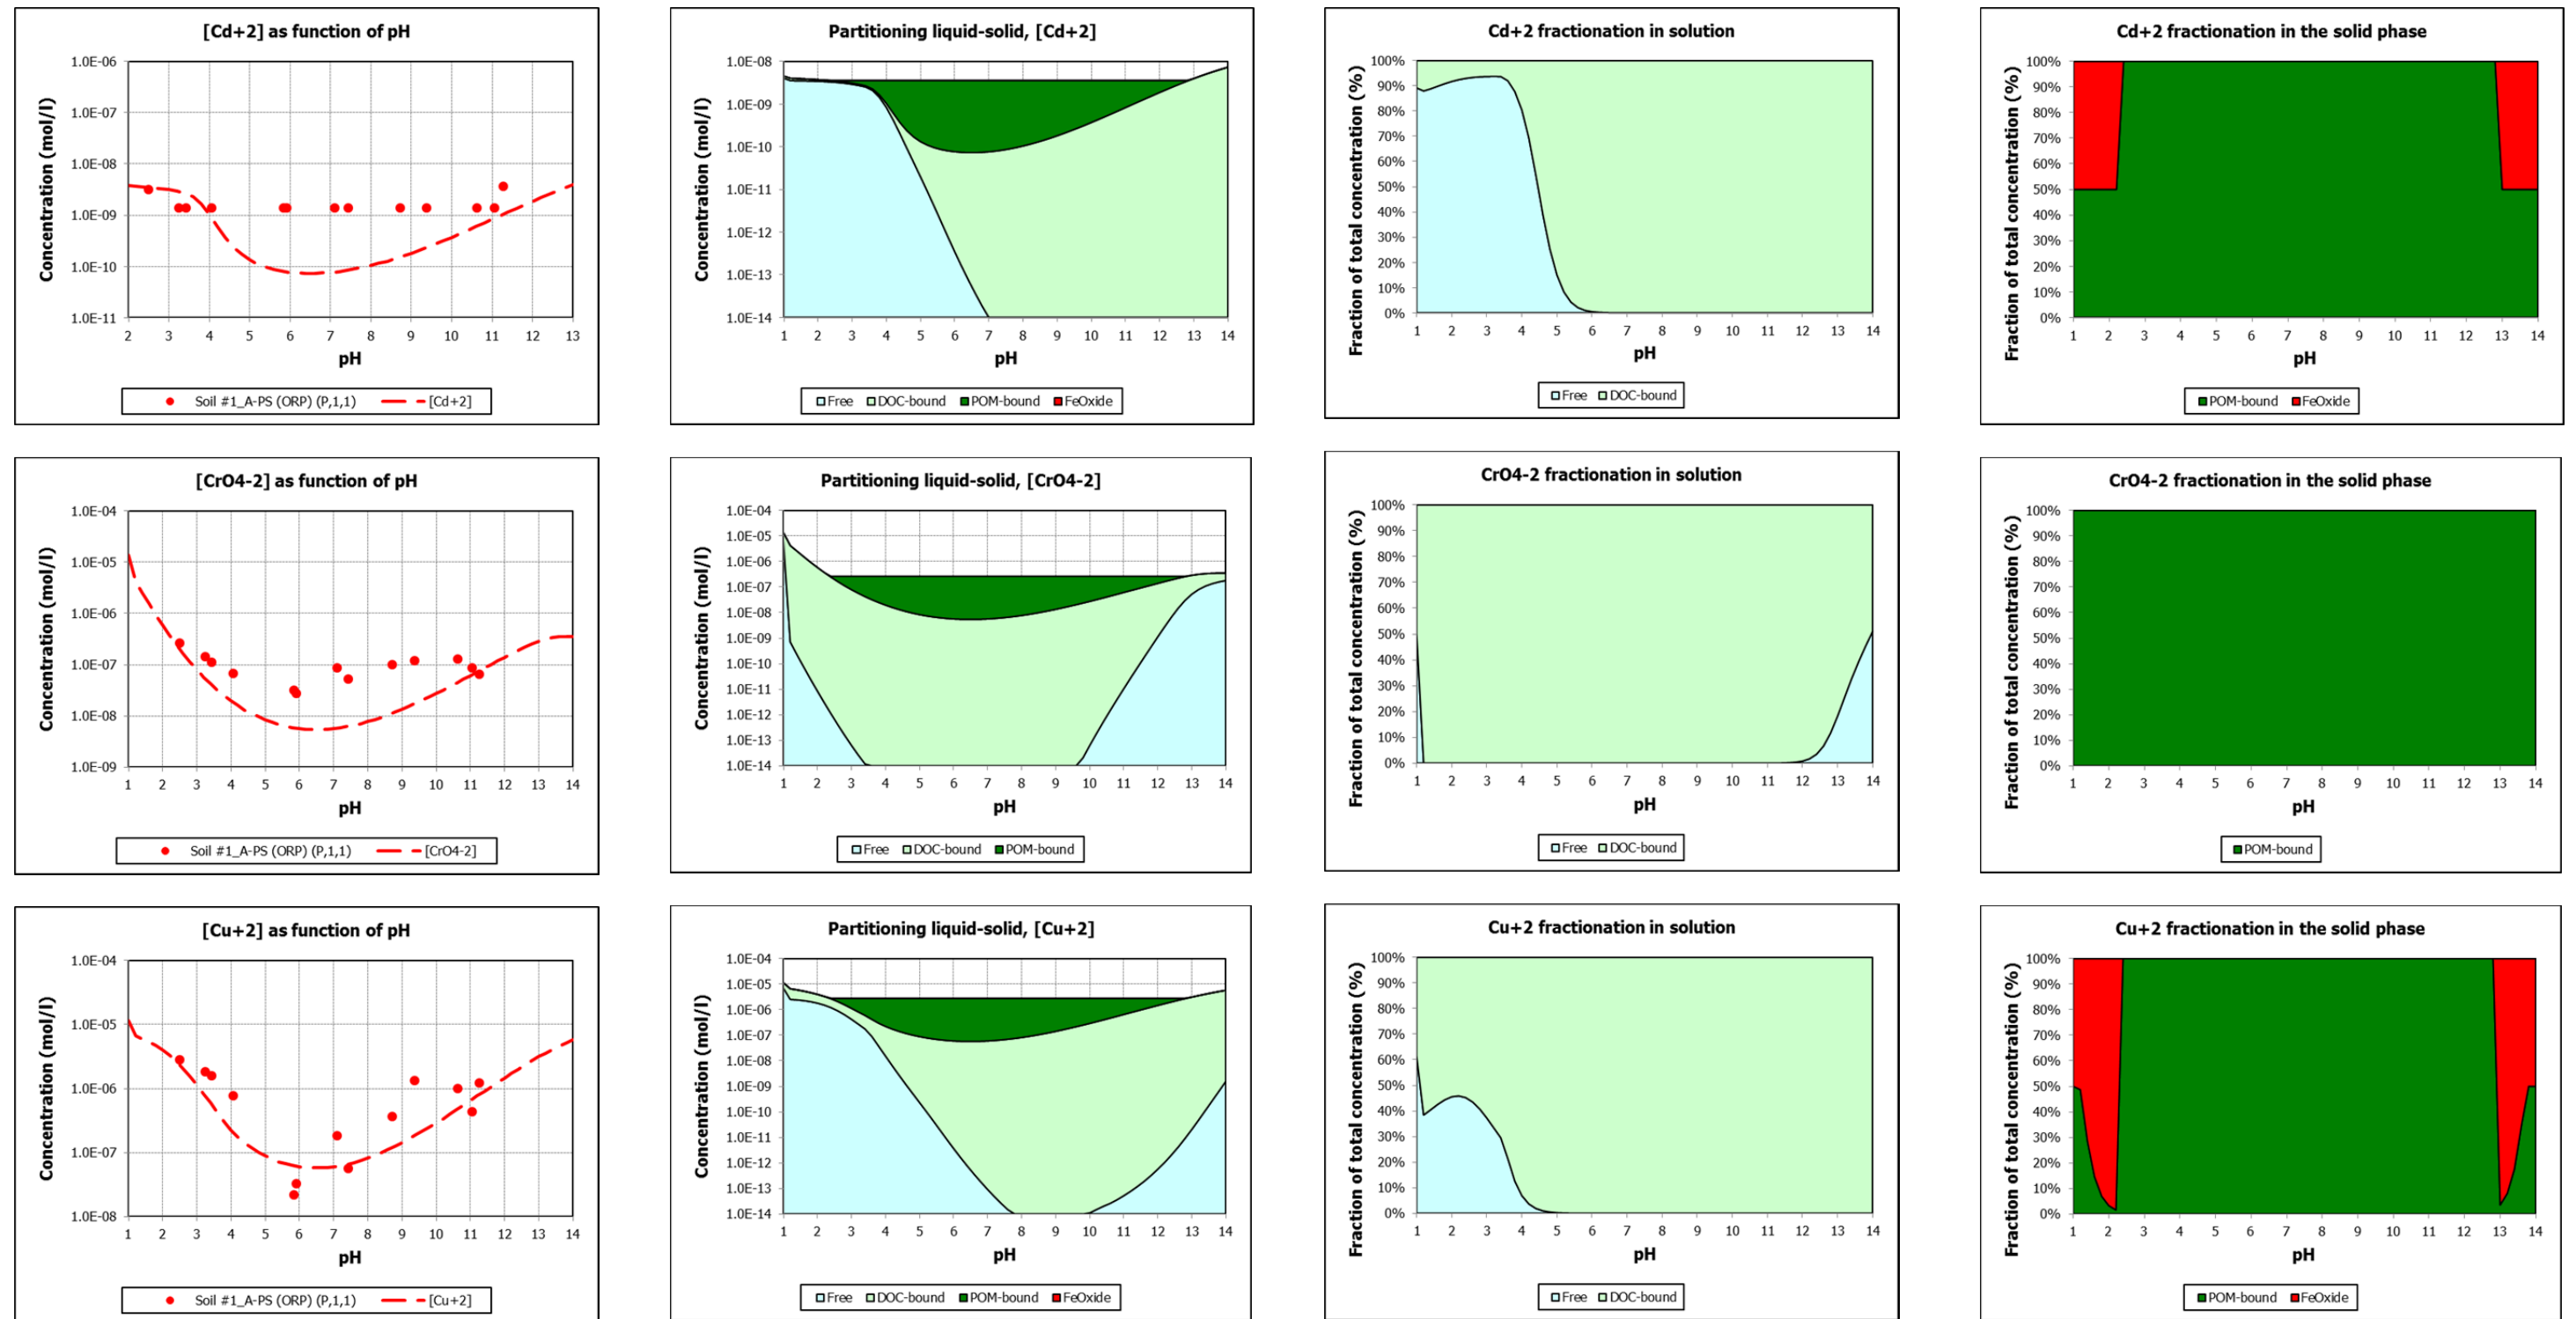 [Cd+2] as function of pH
Concentration (mol/l)
1.0E-06
1.0E-07
1.0E-08
1.0E-09
1.0E-10
1.0E-11
2 3 4 5 6 7 8 9 10 11 12 13
pH
Soil #1_A-PS (ORP) (P,1,1) [Cd+2]
Partitioning liquid-solid, [Cd+2]
Concentration (mol/l)
1.0E-08
1.0E-09
1.0E-10
1.0E-11
1.0E-12
1.0E-13
1.0E-14
1 2 3 4 5 6 7 8 9 10 11 12 13 14
pH
Free DOC-bound POM-bound FeOxide
Cd+2 fractionation in solution
Fraction of total concentration (%)
100%
90%
80%
70%
60%
50%
40%
30%
20%
10%
0%
1 2 3 4 5 6 7 8 9 10 11 12 13 14
pH
Free DOC-bound
Cd+2 fractionation in the solid phase
Fraction of total concentration (%)
100%
90%
80%
70%
60%
50%
40%
30%
20%
10%
0%
1 2 3 4 5 6 7 8 9 10 11 12 13 14
pH
POM-bound FeOxide
[CrO4-2] as function of pH
Concentration (mol/l)
1.0E-04
1.0E-05
1.0E-06
1.0E-07
1.0E-08
1.0E-09
1 2 3 4 5 6 7 8 9 10 11 12 13 14
pH
Soil #1_A-PS (ORP) (P,1,1) [CrO4-2]
Partitioning liquid-solid, [CrO4-2]
Concentration (mol/l)
1.0E-04
1.0E-05
1.0E-06
1.0E-07
1.0E-08
1.0E-09
1.0E-10
1.0E-11
1.0E-12
1.0E-13
1.0E-14
1 2 3 4 5 6 7 8 9 10 11 12 13 14
pH
Free DOC-bound POM-bound
CrO4-2 fractionation in solution
Fraction of total concentration (%)
100%
90%
80%
70%
60%
50%
40%
30%
20%
10%
0%
1 2 3 4 5 6 7 8 9 10 11 12 13 14
pH
Free DOC-bound
CrO4-2 fractionation in the solid phase
Fraction of total concentration (%)
100%
90%
80%
70%
60%
50%
40%
30%
20%
10%
0%
1 2 3 4 5 6 7 8 9 10 11 12 13 14
pH
POM-bound
[Cu+2] as function of pH
Concentration (mol/l)
1.0E-04
1.0E-05
1.0E-06
1.0E-07
1.0E-08
1 2 3 4 5 6 7 8 9 10 11 12 13 14
pH
Soil #1_A-PS (ORP) (P,1,1) [Cu+2]
Partitioning liquid-solid, [Cu+2]
Concentration (mol/l)
1.0E-04
1.0E-05
1.0E-06
1.0E-07
1.0E-08
1.0E-09
1.0E-10
1.0E-11
1.0E-12
1.0E-13
1.0E-14
1 2 3 4 5 6 7 8 9 10 11 12 13 14
pH
Free DOC-bound POM-bound FeOxide
Cu+2 fractionation in solution
Fraction of total concentration (%)
100%
90%
80%
70%
60%
50%
40%
30%
20%
10%
0%
1 2 3 4 5 6 7 8 9 10 11 12 13 14
pH
Free DOC-bound
Cu+2 fractionation in the solid phase
Fraction of total concentration (%)
100%
90%
80%
70%
60%
50%
40%
30%
20%
10%
0%
1 2 3 4 5 6 7 8 9 10 11 12 13 14
pH
POM-bound FeOxide